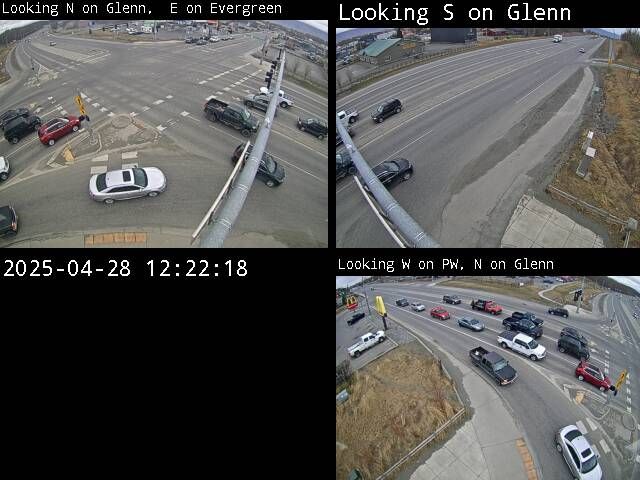 Looking N on Glenn, E on Evergreen
Looking S on Glenn
2025-04-28 12:22:18
Looking W on PW, N on Glenn